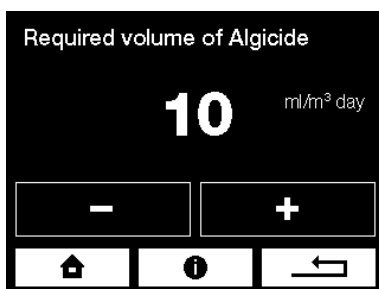 Required volume of Algicide
10 ml/m³ day
− +